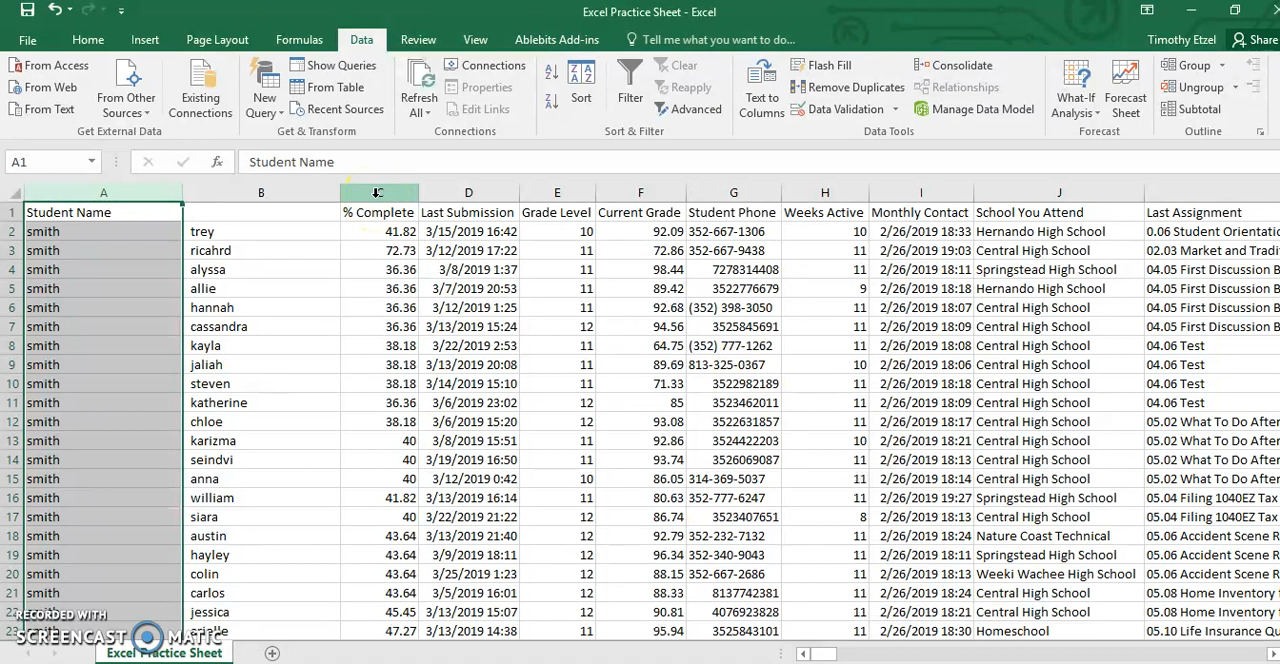 Excel Practice Sheet - Excel
File Home Insert Page Layout Formulas Data Review View Ablebits Add-ins Tell me what you want to do... Timothy Etzel Share
From Access
From Web
From Text
From Other Sources
Existing Connections
Get External Data
New Query
Show Queries
From Table
Recent Sources
Get & Transform
Refresh All
Connections
Properties
Edit Links
Connections
Sort
Filter
Clear
Reapply
Advanced
Sort & Filter
Text to Columns
Flash Fill
Remove Duplicates
Data Validation
Consolidate
Relationships
Manage Data Model
Data Tools
What-If Analysis
Forecast Sheet
Forecast
Group
Ungroup
Subtotal
Outline
A1 fx Student Name
A B C D E F G H I J
1 Student Name % Complete Last Submission Grade Level Current Grade Student Phone Weeks Active Monthly Contact School You Attend Last Assignment
2 smith trey 41.82 3/15/2019 16:42 10 92.09 352-667-1306 10 2/26/2019 18:33 Hernando High School 0.06 Student Orientati
3 smith ricahrd 72.73 3/12/2019 17:22 11 72.86 352-667-9438 11 2/26/2019 19:03 Central High School 02.03 Market and Tradit
4 smith alyssa 36.36 3/8/2019 1:37 11 98.44 7278314408 11 2/26/2019 18:11 Springstead High School 04.05 First Discussion B
5 smith allie 36.36 3/7/2019 20:53 11 89.42 3522776679 9 2/26/2019 18:18 Hernando High School 04.05 First Discussion B
6 smith hannah 36.36 3/12/2019 1:25 11 92.68 (352) 398-3050 11 2/26/2019 18:07 Central High School 04.05 First Discussion B
7 smith cassandra 36.36 3/13/2019 15:24 12 94.56 3525845691 11 2/26/2019 18:09 Central High School 04.05 First Discussion B
8 smith kayla 38.18 3/22/2019 2:53 11 64.75 (352) 777-1262 11 2/26/2019 18:08 Central High School 04.06 Test
9 smith jaliah 38.18 3/13/2019 20:08 11 89.69 813-325-0367 10 2/26/2019 18:06 Central High School 04.06 Test
10 smith steven 38.18 3/14/2019 15:10 11 71.33 3522982189 11 2/26/2019 18:18 Central High School 04.06 Test
11 smith katherine 36.36 3/6/2019 23:02 12 85 3523462011 11 2/26/2019 18:09 Central High School 04.06 Test
12 smith chloe 38.18 3/6/2019 15:20 12 93.08 3522631857 11 2/26/2019 18:17 Central High School 05.02 What To Do After
13 smith karizma 40 3/8/2019 15:51 11 92.86 3524422203 10 2/26/2019 18:21 Central High School 05.02 What To Do After
14 smith seindvi 40 3/19/2019 16:50 11 93.74 3526069087 11 2/26/2019 18:13 Central High School 05.02 What To Do After
15 smith anna 40 3/12/2019 0:42 10 86.05 314-369-5037 11 2/26/2019 18:14 Central High School 05.02 What To Do After
16 smith william 41.82 3/13/2019 16:14 11 80.63 352-777-6247 11 2/26/2019 19:27 Springstead High School 05.04 Filing 1040EZ Tax
17 smith siara 40 3/22/2019 21:22 11 86.74 3523407651 8 2/26/2019 18:13 Central High School 05.04 Filing 1040EZ Tax
18 smith austin 43.64 3/13/2019 21:40 12 92.79 352-232-7132 11 2/26/2019 18:24 Nature Coast Technical 05.06 Accident Scene R
19 smith hayley 43.64 3/9/2019 18:11 12 96.34 352-340-9043 11 2/26/2019 18:11 Springstead High School 05.06 Accident Scene R
20 smith colin 43.64 3/25/2019 1:23 12 88.15 352-667-2686 11 2/26/2019 18:13 Weeki Wachee High School 05.06 Accident Scene R
21 smith carlos 43.64 3/5/2019 16:01 12 88.33 8137742381 11 2/26/2019 18:24 Central High School 05.08 Home Inventory f
smith jessica 45.45 3/13/2019 15:07 12 90.81 4075903828 11 2/26/2019 18:21 Central High School 05.08 Home Inventory f
47.27 3/13/2019 14:38 11 95.94 3525843101 11 2/26/2019 18:30 Homeschool 05.10 Life Insurance Qu
RECORDED WITH
SCREENCAST MATIC
Excel Practice Sheet